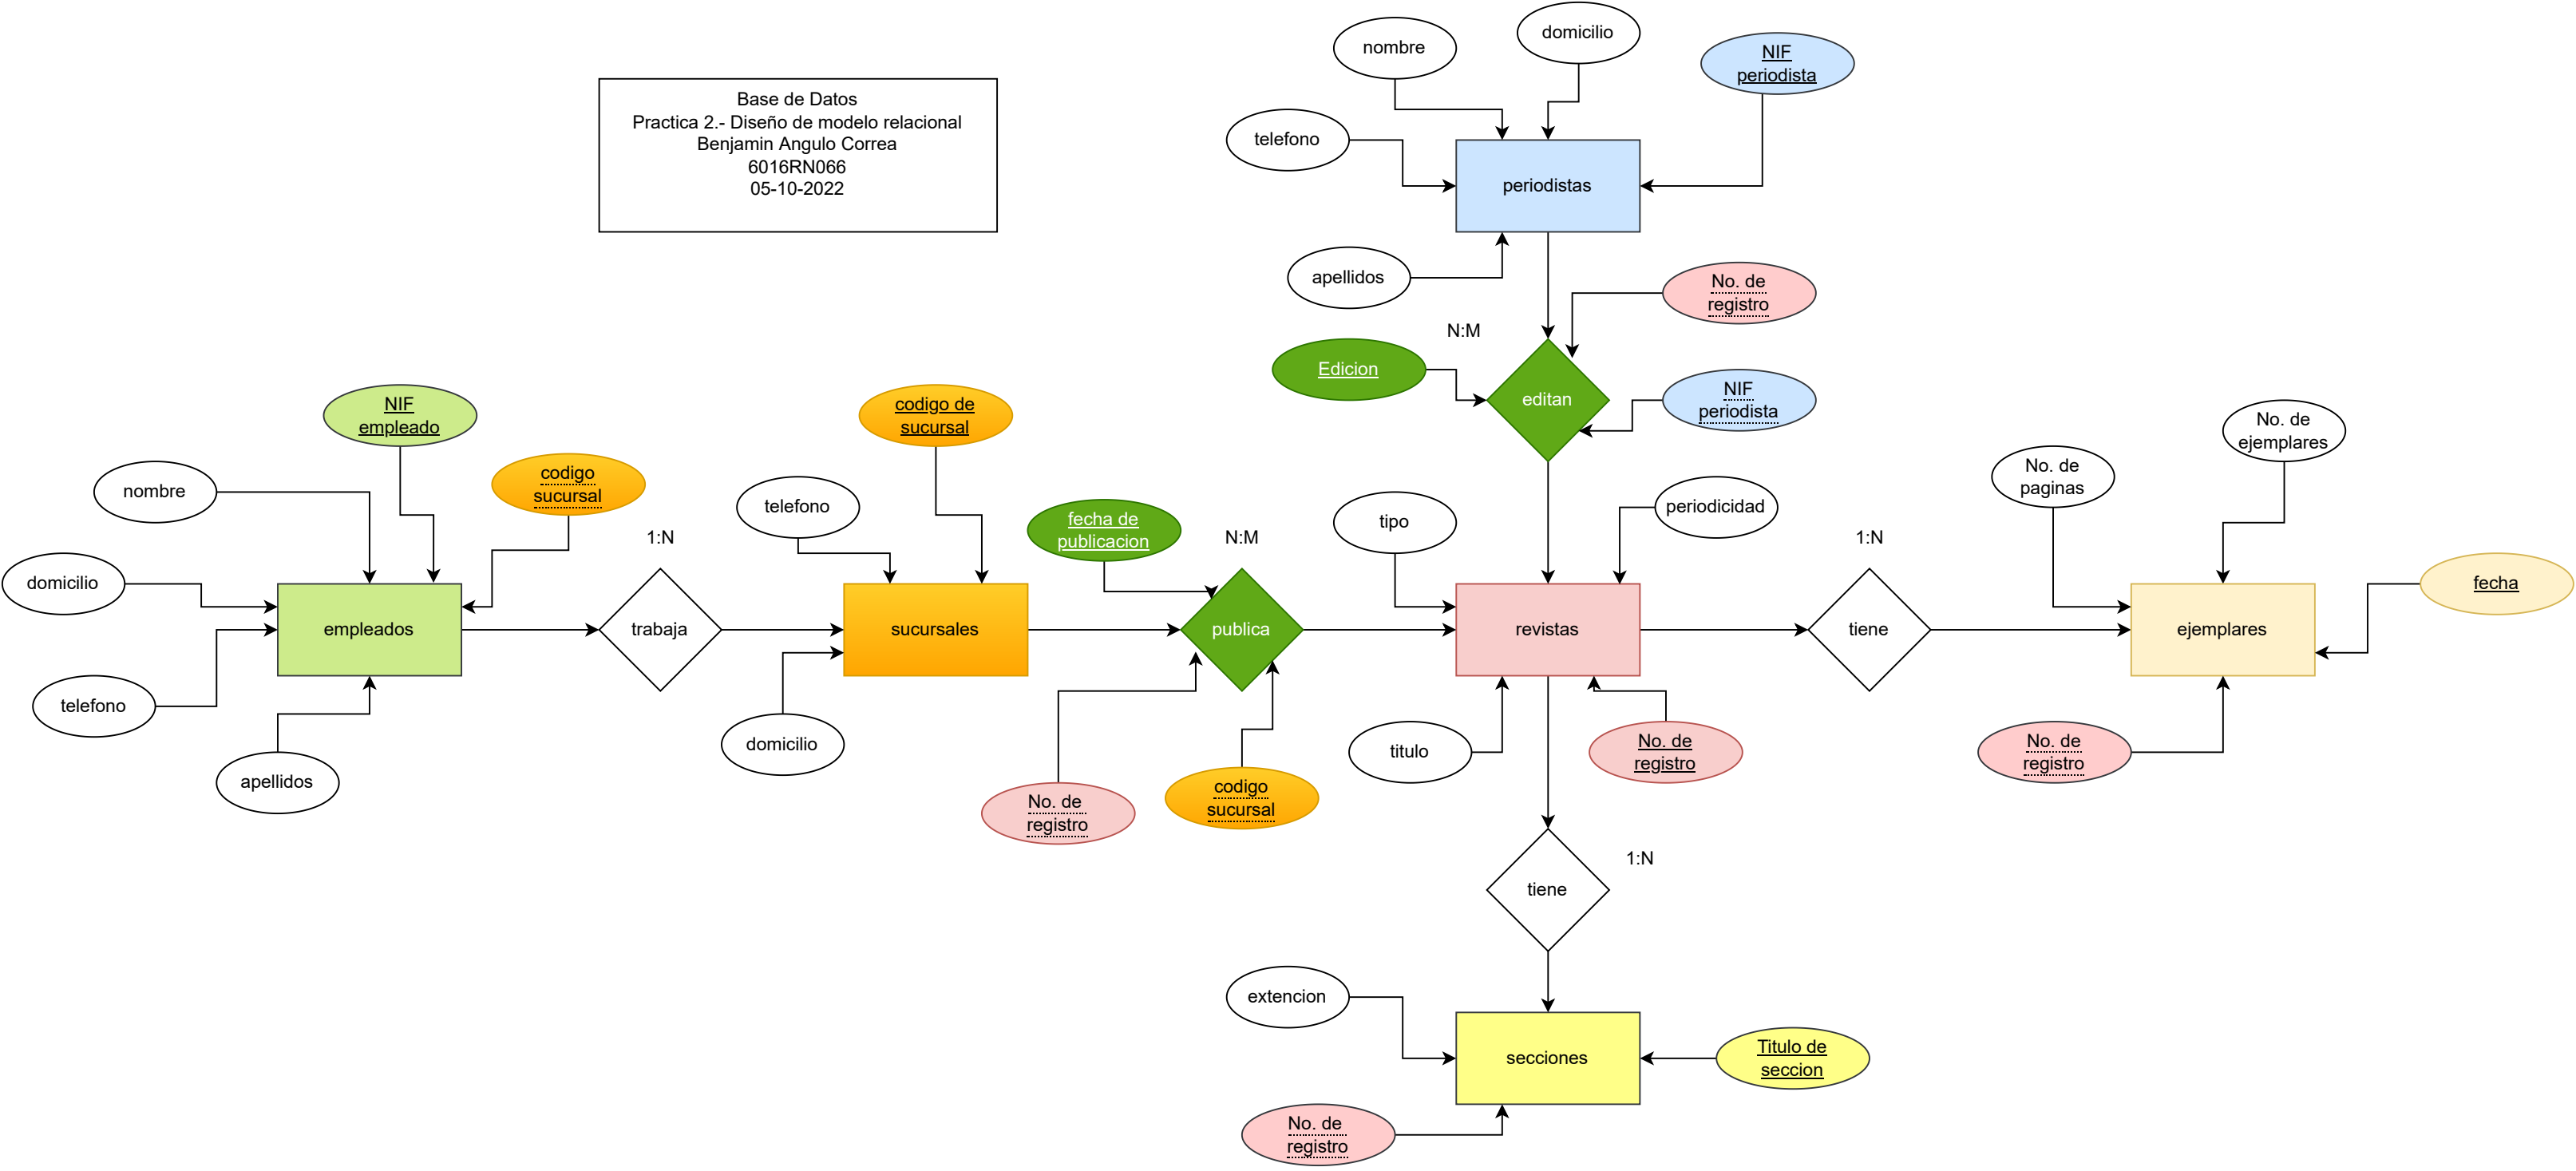 domicilio
nombre
NIF
periodista
Base de Datos
Practica 2.- Diseño de modelo relacional
Benjamin Angulo Correa
6016RN066
05-10-2022
telefono
periodistas
apellidos
No. de
registro
N:M
Edicion
editan
NIF
periodista
NIF
empleado
codigo de
sucursal
No. de
ejemplares
codigo
sucursal
No. de
paginas
nombre
telefono
fecha de
publicacion
tipo
periodicidad
1:N
N:M
1:N
domicilio
fecha
empleados
trabaja
sucursales
publica
revistas
tiene
ejemplares
telefono
domicilio
titulo
No. de
registro
No. de
registro
apellidos
No. de
registro
codigo
sucursal
1:N
tiene
extencion
secciones
Titulo de
seccion
No. de
registro